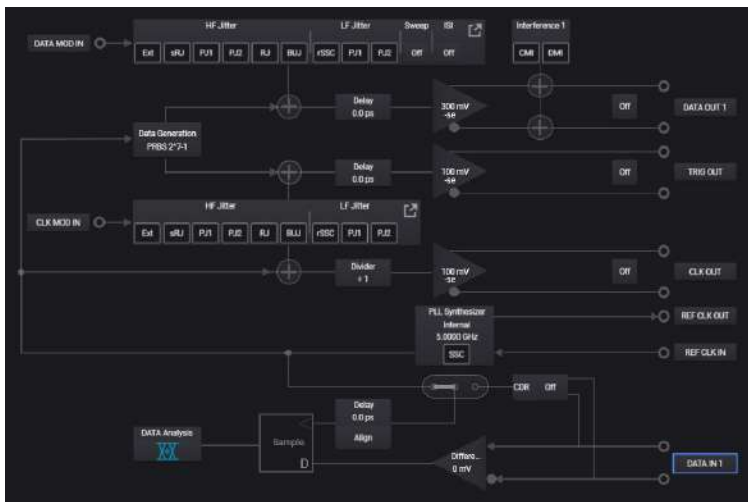 HF Jitter LF Jitter Sweep ISI Interference 1
DATA MOD IN
Ext sRJ PJ1 PJ2 RJ BUJ rSSC PJ1 PJ2 Off Off CMI DMI
Delay
0.0 ps
300 mV
-se
Off
DATA OUT 1
Data Generation
PRBS 2^7-1
Delay
0.0 ps
100 mV
-se
Off
TRIG OUT
HF Jitter LF Jitter
CLK MOD IN
Ext sRJ PJ1 PJ2 RJ BUJ rSSC PJ1 PJ2
Divider
÷ 1
100 mV
-se
Off
CLK OUT
PLL Synthesizer
Internal
5.0000 GHz
SSC
REF CLK OUT
REF CLK IN
CDR Off
Delay
0.0 ps
Align
DATA Analysis
Sample
D
Differe...
0 mV
DATA IN 1